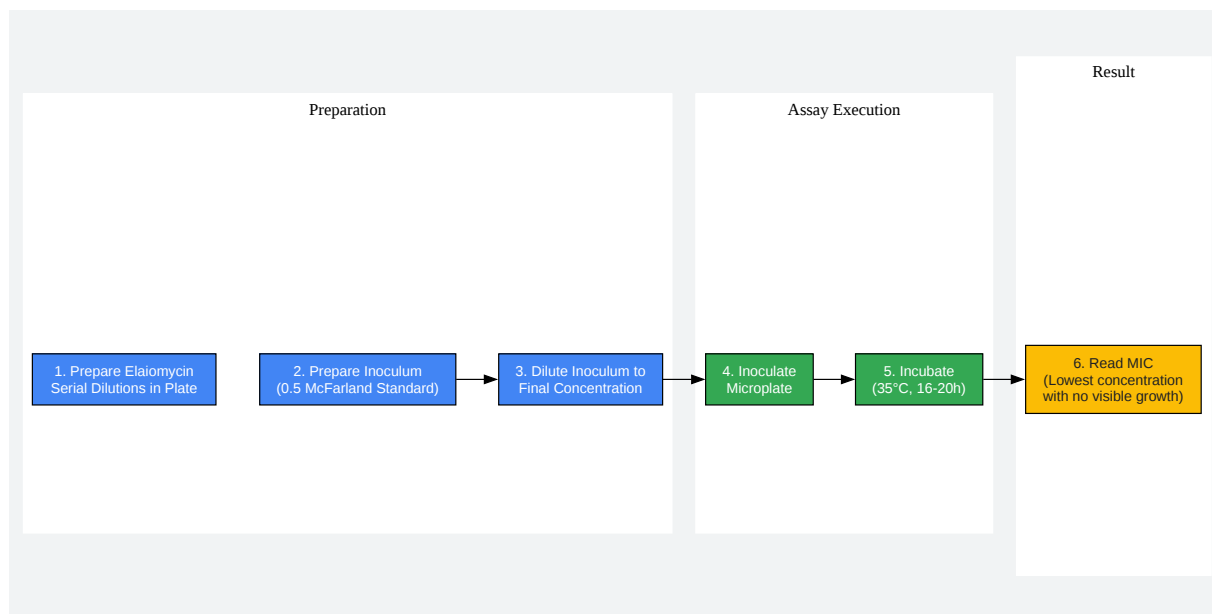 Preparation
Assay Execution
Result
1. Prepare Elaiomycin
Serial Dilutions in Plate
2. Prepare Inoculum
(0.5 McFarland Standard)
3. Dilute Inoculum to
Final Concentration
4. Inoculate
Microplate
5. Incubate
(35°C, 16-20h)
6. Read MIC
(Lowest concentration
with no visible growth)